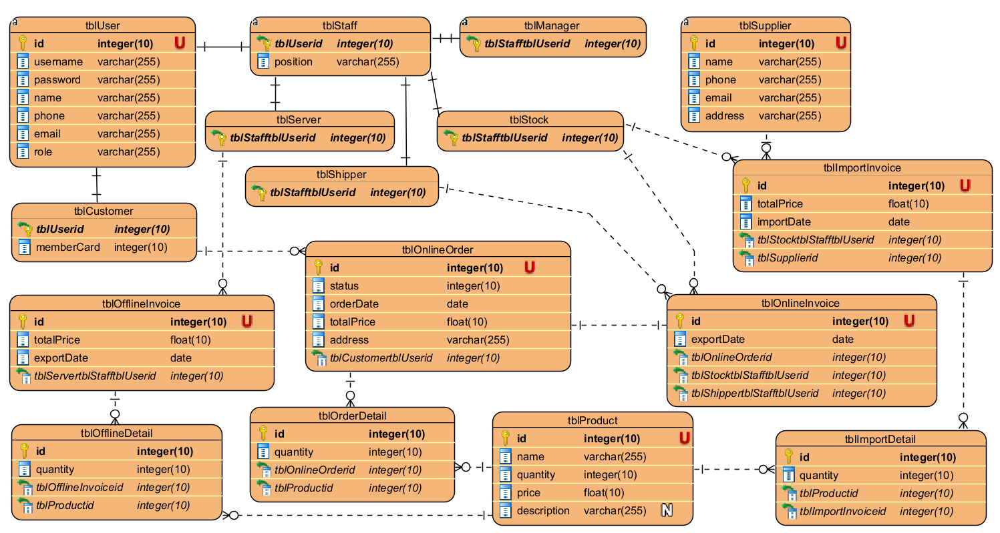 a
tblUser
id integer(10) U
username varchar(255)
password varchar(255)
name varchar(255)
phone varchar(255)
email varchar(255)
role varchar(255)
a
tblStaff
tblUserid integer(10)
position varchar(255)
a
tblManager
tblStafftblUserid integer(10)
a
tblSupplier
id integer(10) U
name varchar(255)
phone varchar(255)
email varchar(255)
address varchar(255)
tblServer
tblStafftblUserid integer(10)
tblStock
tblStafftblUserid integer(10)
tblShipper
tblStafftblUserid integer(10)
tblImportInvoice
id integer(10) U
totalPrice float(10)
importDate date
tblStocktblStafftblUserid integer(10)
tblSupplierid integer(10)
tblCustomer
tblUserid integer(10)
memberCard integer(10)
tblOnlineOrder
id integer(10) U
status integer(10)
orderDate date
totalPrice float(10)
address varchar(255)
tblCustomertblUserid integer(10)
tblOfflineInvoice
id integer(10) U
totalPrice float(10)
exportDate date
tblServertblStafftblUserid integer(10)
tblOnlineInvoice
id integer(10) U
exportDate date
tblOnlineOrderid integer(10)
tblStocktblStafftblUserid integer(10)
tblShippertblStafftblUserid integer(10)
tblOfflineDetail
id integer(10)
quantity integer(10)
tblOfflineInvoiceid integer(10)
tblProductid integer(10)
tblOrderDetail
id integer(10)
quantity integer(10)
tblOnlineOrderid integer(10)
tblProductid integer(10)
tblProduct
id integer(10) U
name varchar(255)
quantity integer(10)
price float(10)
description varchar(255) N
tblImportDetail
id integer(10)
quantity integer(10)
tblProductid integer(10)
tblImportInvoiceid integer(10)